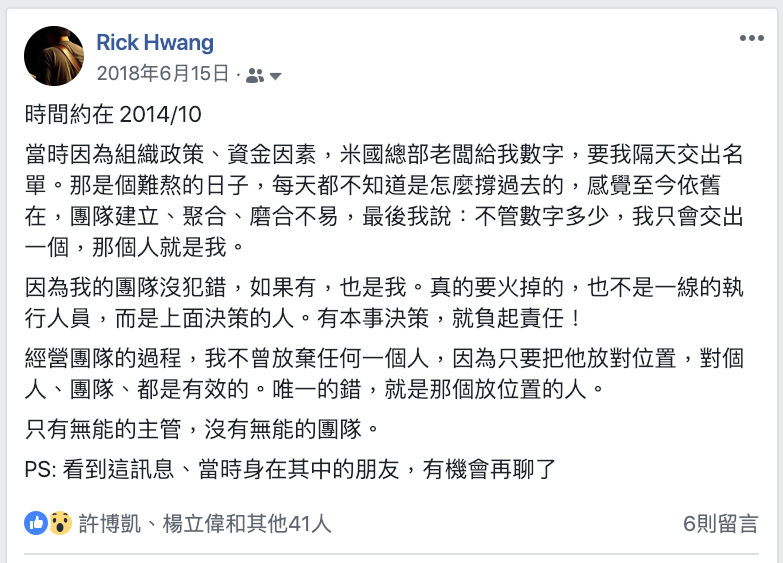 Rick Hwang
2018年6月15日 ·
時間約在 2014/10
當時因為組織政策、資金因素，米國總部老闆給我數字，要我隔天交出名
單。那是個難熬的日子，每天都不知道是怎麼撐過去的，感覺至今依舊
在，團隊建立、聚合、磨合不易，最後我說：不管數字多少，我只會交出
一個，那個人就是我。
因為我的團隊沒犯錯，如果有，也是我。真的要火掉的，也不是一線的執
行人員，而是上面決策的人。有本事決策，就負起責任！
經營團隊的過程，我不曾放棄任何一個人，因為只要把他放對位置，對個
人、團隊、都是有效的。唯一的錯，就是那個放位置的人。
只有無能的主管，沒有無能的團隊。
PS: 看到這訊息、當時身在其中的朋友，有機會再聊了
許博凱、楊立偉和其他41人
6則留言